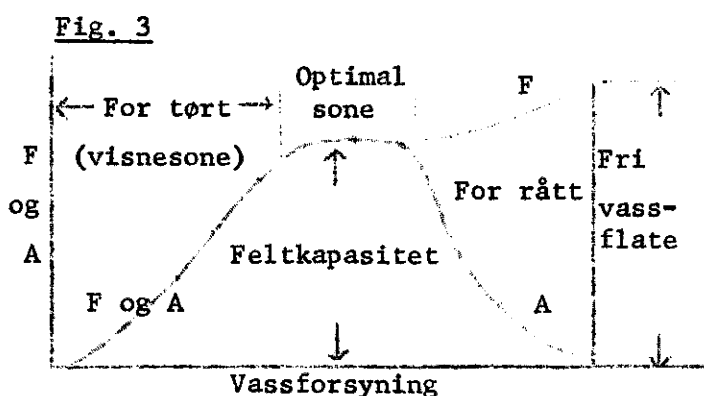 Fig. 3
Optimal
sone
F
← For tørt →
(visnesone)
F
og
A
For rått
Fri
vass-
flate
Feltkapasitet
F og A
A
Vassforsyning